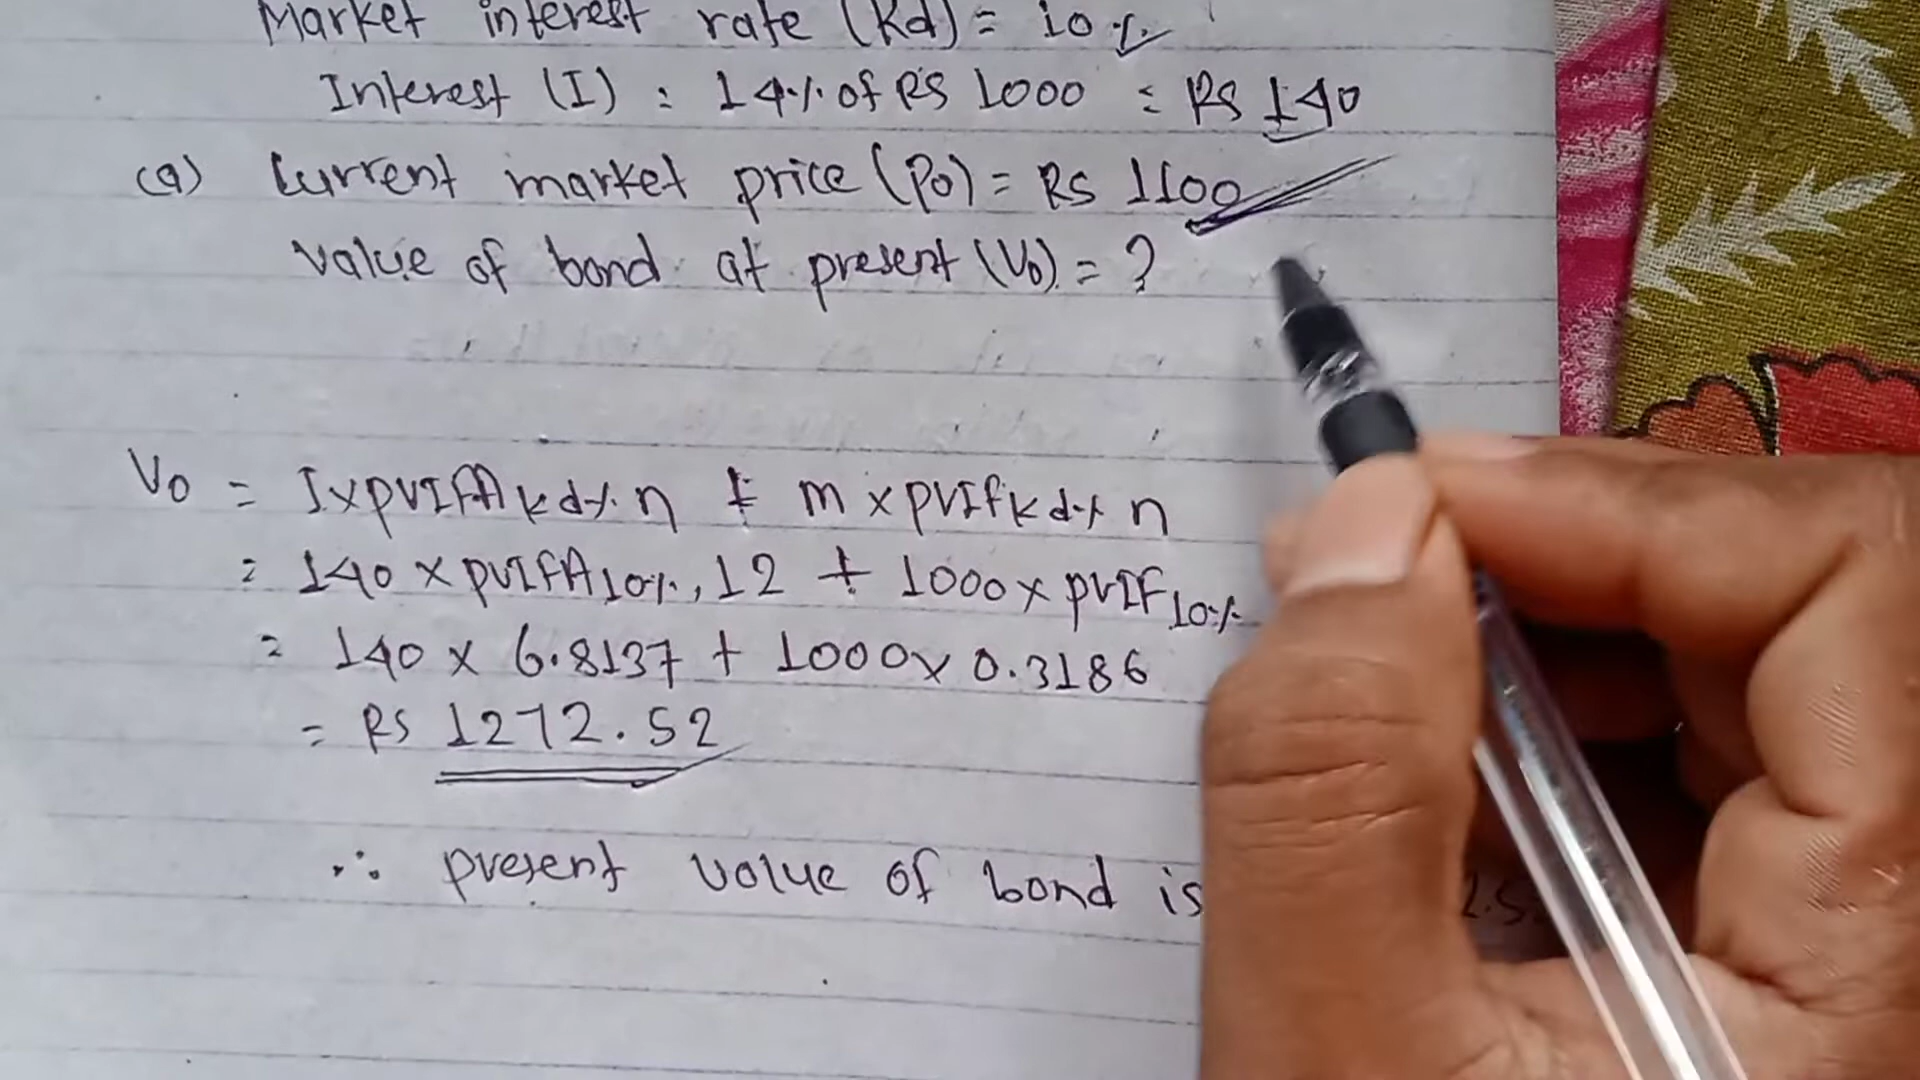 Market interest rate (Kd) = 10%
Interest (I) : 14% of RS 1000 = RS 140
(a) Current market price (P0) = RS 1100
Value of bond at present (V0) = ?
V0 = I x PVIFA kd% n + m x PVIF kd% n
= 140 x PVIFA 10%, 12 + 1000 x PVIF 10%
= 140 x 6.8137 + 1000 x 0.3186
= RS 1272.52
∴ present value of bond is 2.5